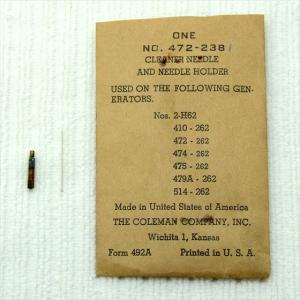 ONE
NO. 472-2381
CLEANER NEEDLE
AND NEEDLE HOLDER
USED ON THE FOLLOWING GEN-
ERATORS.
Nos. 2-H62
410 - 262
472 - 262
474 - 262
475 - 262
479A - 262
514 - 262
Made in United States of America
THE COLEMAN COMPANY, INC.
Wichita 1, Kansas
Form 492A Printed in U. S. A.